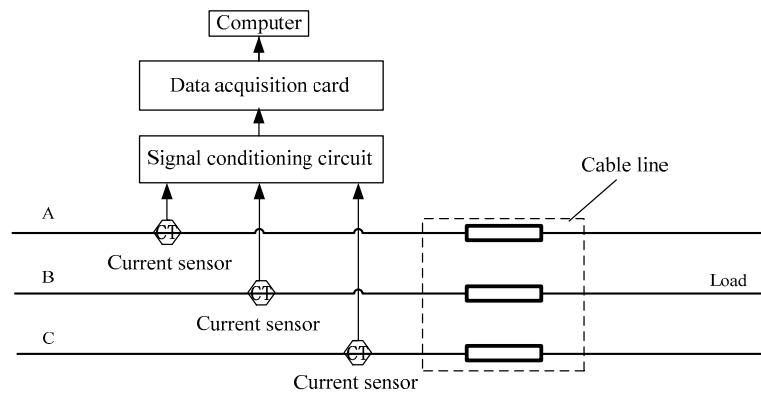 Computer
Data acquisition card
Signal conditioning circuit
Cable line
A
CT
Current sensor
B
CT
Load
Current sensor
C
CT
Current sensor